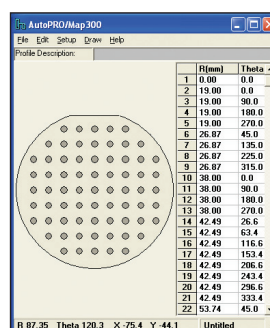 AutoPRO/Map300
File Edit Setup Draw Help
Profile Description:
R[mm] Theta
1 0.00 0.0
2 19.00 0.0
3 19.00 90.0
4 19.00 180.0
5 19.00 270.0
6 26.87 45.0
7 26.87 135.0
8 26.87 225.0
9 26.87 315.0
10 38.00 0.0
11 38.00 90.0
12 38.00 180.0
13 38.00 270.0
14 42.49 26.6
15 42.49 63.4
16 42.49 116.6
17 42.49 153.4
18 42.49 206.6
19 42.49 243.4
20 42.49 296.6
21 42.49 333.4
22 53.74 45.0
R 87.35 Theta 120.3 X -75.4 Y -44.1 Untitled